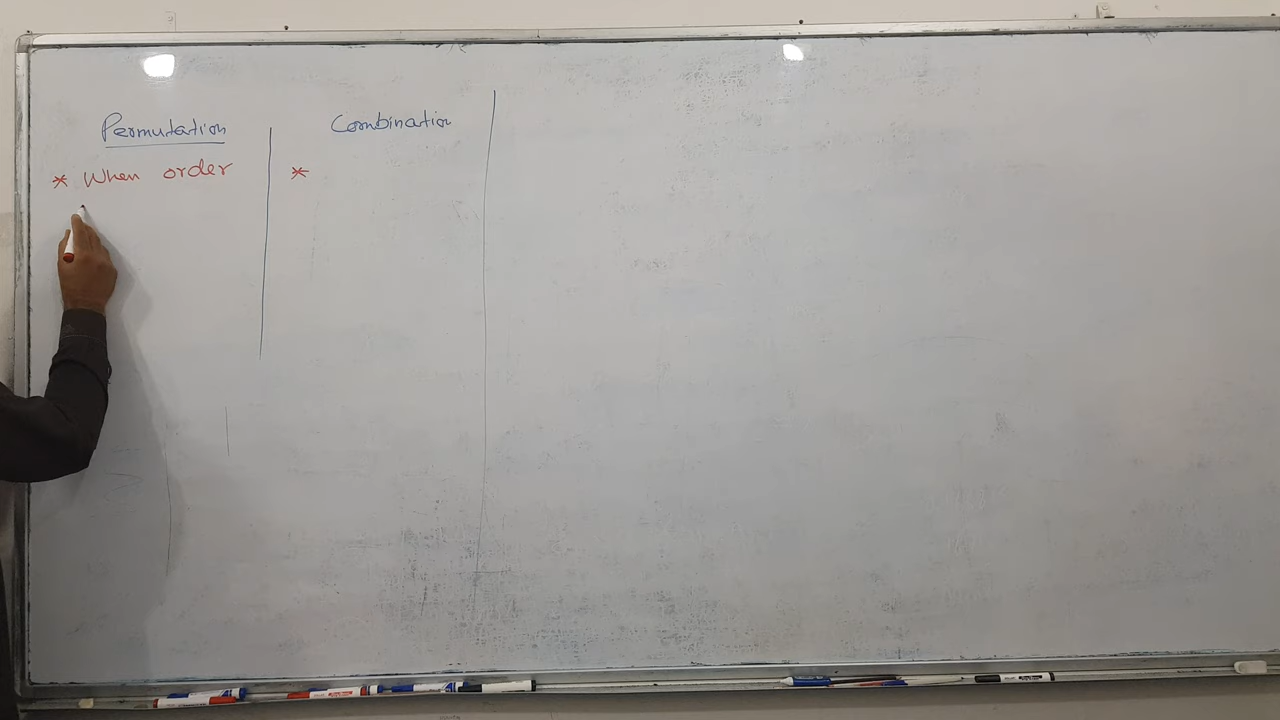 Permutation
Combination
* When order
*